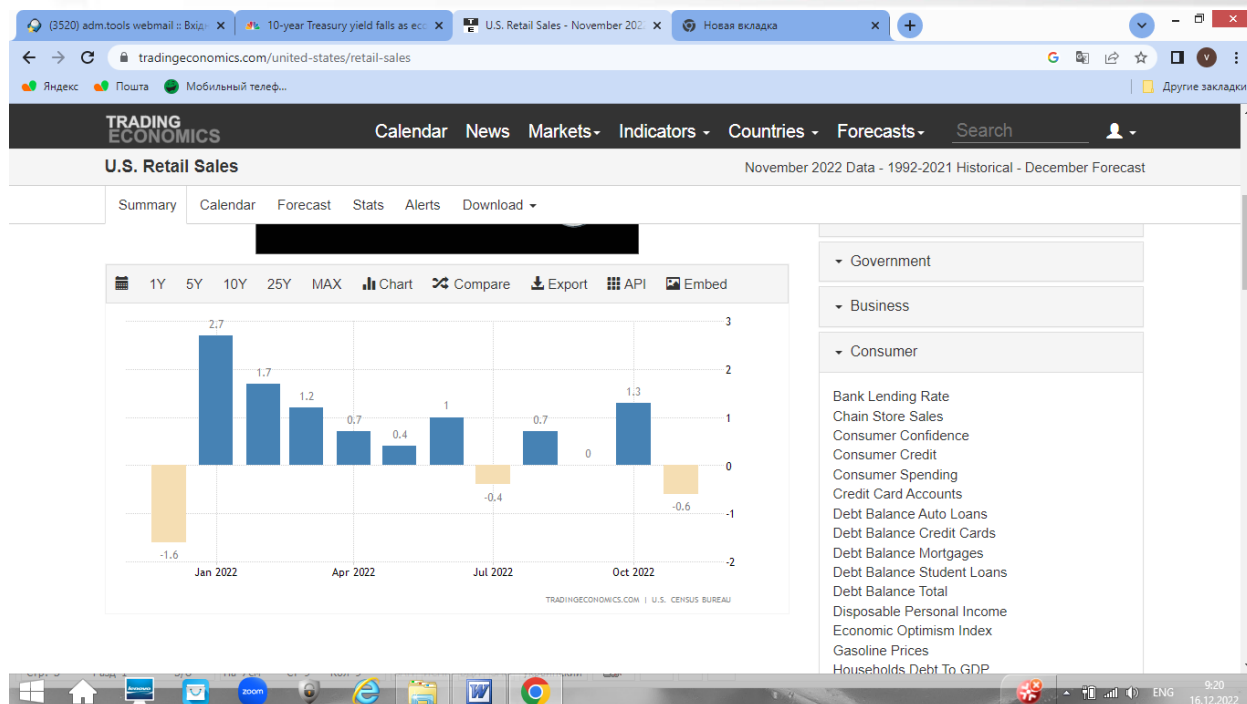 (3520) adm.tools webmail :: Вхід
10-year Treasury yield falls as eco
U.S. Retail Sales - November 202
Новая вкладка
tradingeconomics.com/united-states/retail-sales
V
Яндекс Пошта Мобильный телеф...
Другие закладки
TRADING
ECONOMICS
Calendar News Markets Indicators Countries Forecasts Search
U.S. Retail Sales
November 2022 Data - 1992-2021 Historical - December Forecast
Summary Calendar Forecast Stats Alerts Download
1Y 5Y 10Y 25Y MAX Chart Compare Export API Embed
2.7
1.7
1.2
0.7
0.4
1
-0.4
0.7
0
1.3
-0.6
-1.6
3
2
1
0
-1
-2
Jan 2022 Apr 2022 Jul 2022 Oct 2022
TRADINGECONOMICS.COM | U.S. CENSUS BUREAU
Government
Business
Consumer
Bank Lending Rate
Chain Store Sales
Consumer Confidence
Consumer Credit
Consumer Spending
Credit Card Accounts
Debt Balance Auto Loans
Debt Balance Credit Cards
Debt Balance Mortgages
Debt Balance Student Loans
Debt Balance Total
Disposable Personal Income
Economic Optimism Index
Gasoline Prices
Households Debt To GDP
lenovo
zoom
ENG
9:20
16.12.2022